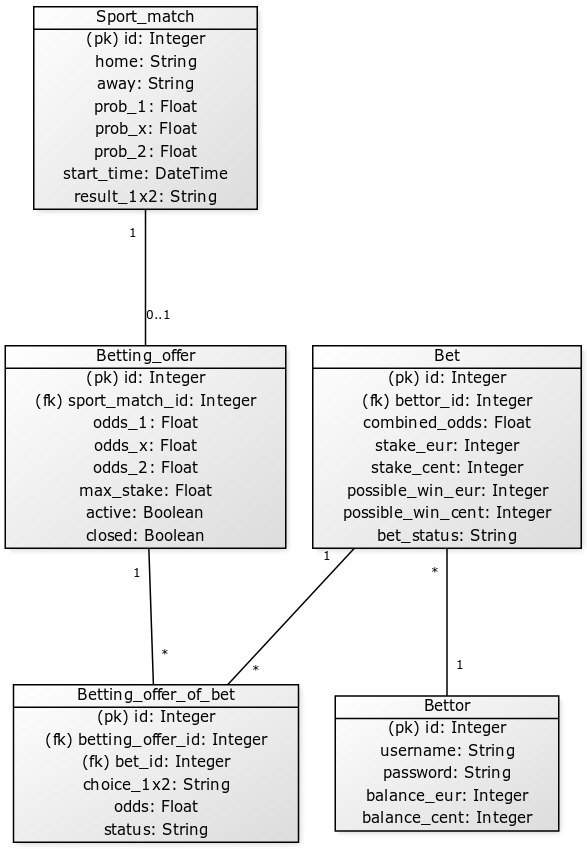 Sport_match
(pk) id: Integer
home: String
away: String
prob_1: Float
prob_x: Float
prob_2: Float
start_time: DateTime
result_1x2: String
1
0..1
Betting_offer
(pk) id: Integer
(fk) sport_match_id: Integer
odds_1: Float
odds_x: Float
odds_2: Float
max_stake: Float
active: Boolean
closed: Boolean
Bet
(pk) id: Integer
(fk) bettor_id: Integer
combined_odds: Float
stake_eur: Integer
stake_cent: Integer
possible_win_eur: Integer
possible_win_cent: Integer
bet_status: String
1
*
1
*
*
1
Betting_offer_of_bet
(pk) id: Integer
(fk) betting_offer_id: Integer
(fk) bet_id: Integer
choice_1x2: String
odds: Float
status: String
Bettor
(pk) id: Integer
username: String
password: String
balance_eur: Integer
balance_cent: Integer